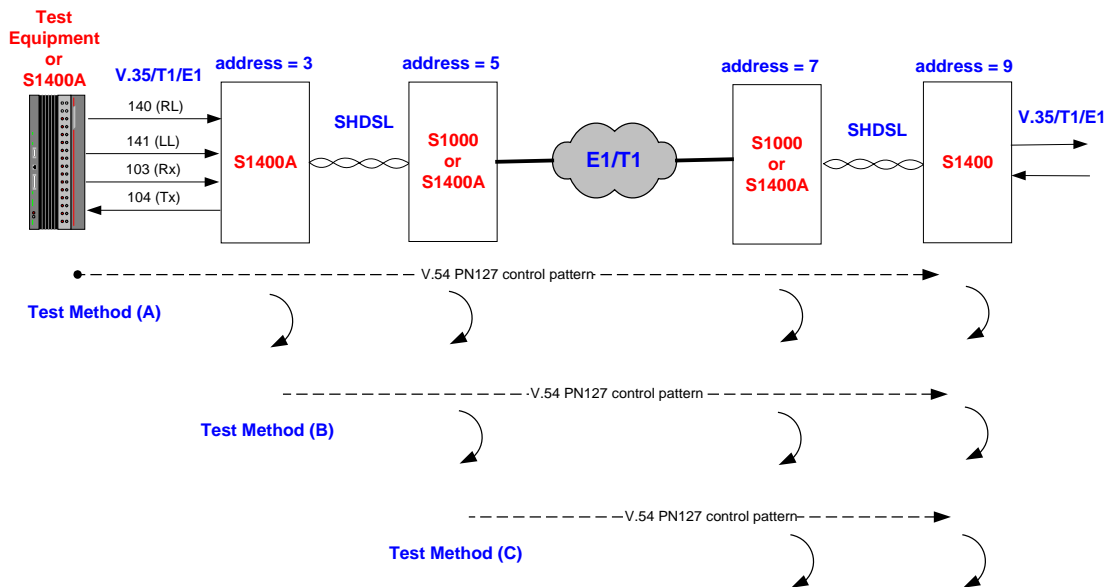 Test
Equipment
or
S1400A
V.35/T1/E1
address = 3
address = 5
address = 7
address = 9
V.35/T1/E1
140 (RL)
141 (LL)
103 (Rx)
104 (Tx)
S1400A
SHDSL
S1000
or
S1400A
E1/T1
S1000
or
S1400A
SHDSL
S1400
V.54 PN127 control pattern
Test Method (A)
V.54 PN127 control pattern
Test Method (B)
V.54 PN127 control pattern
Test Method (C)